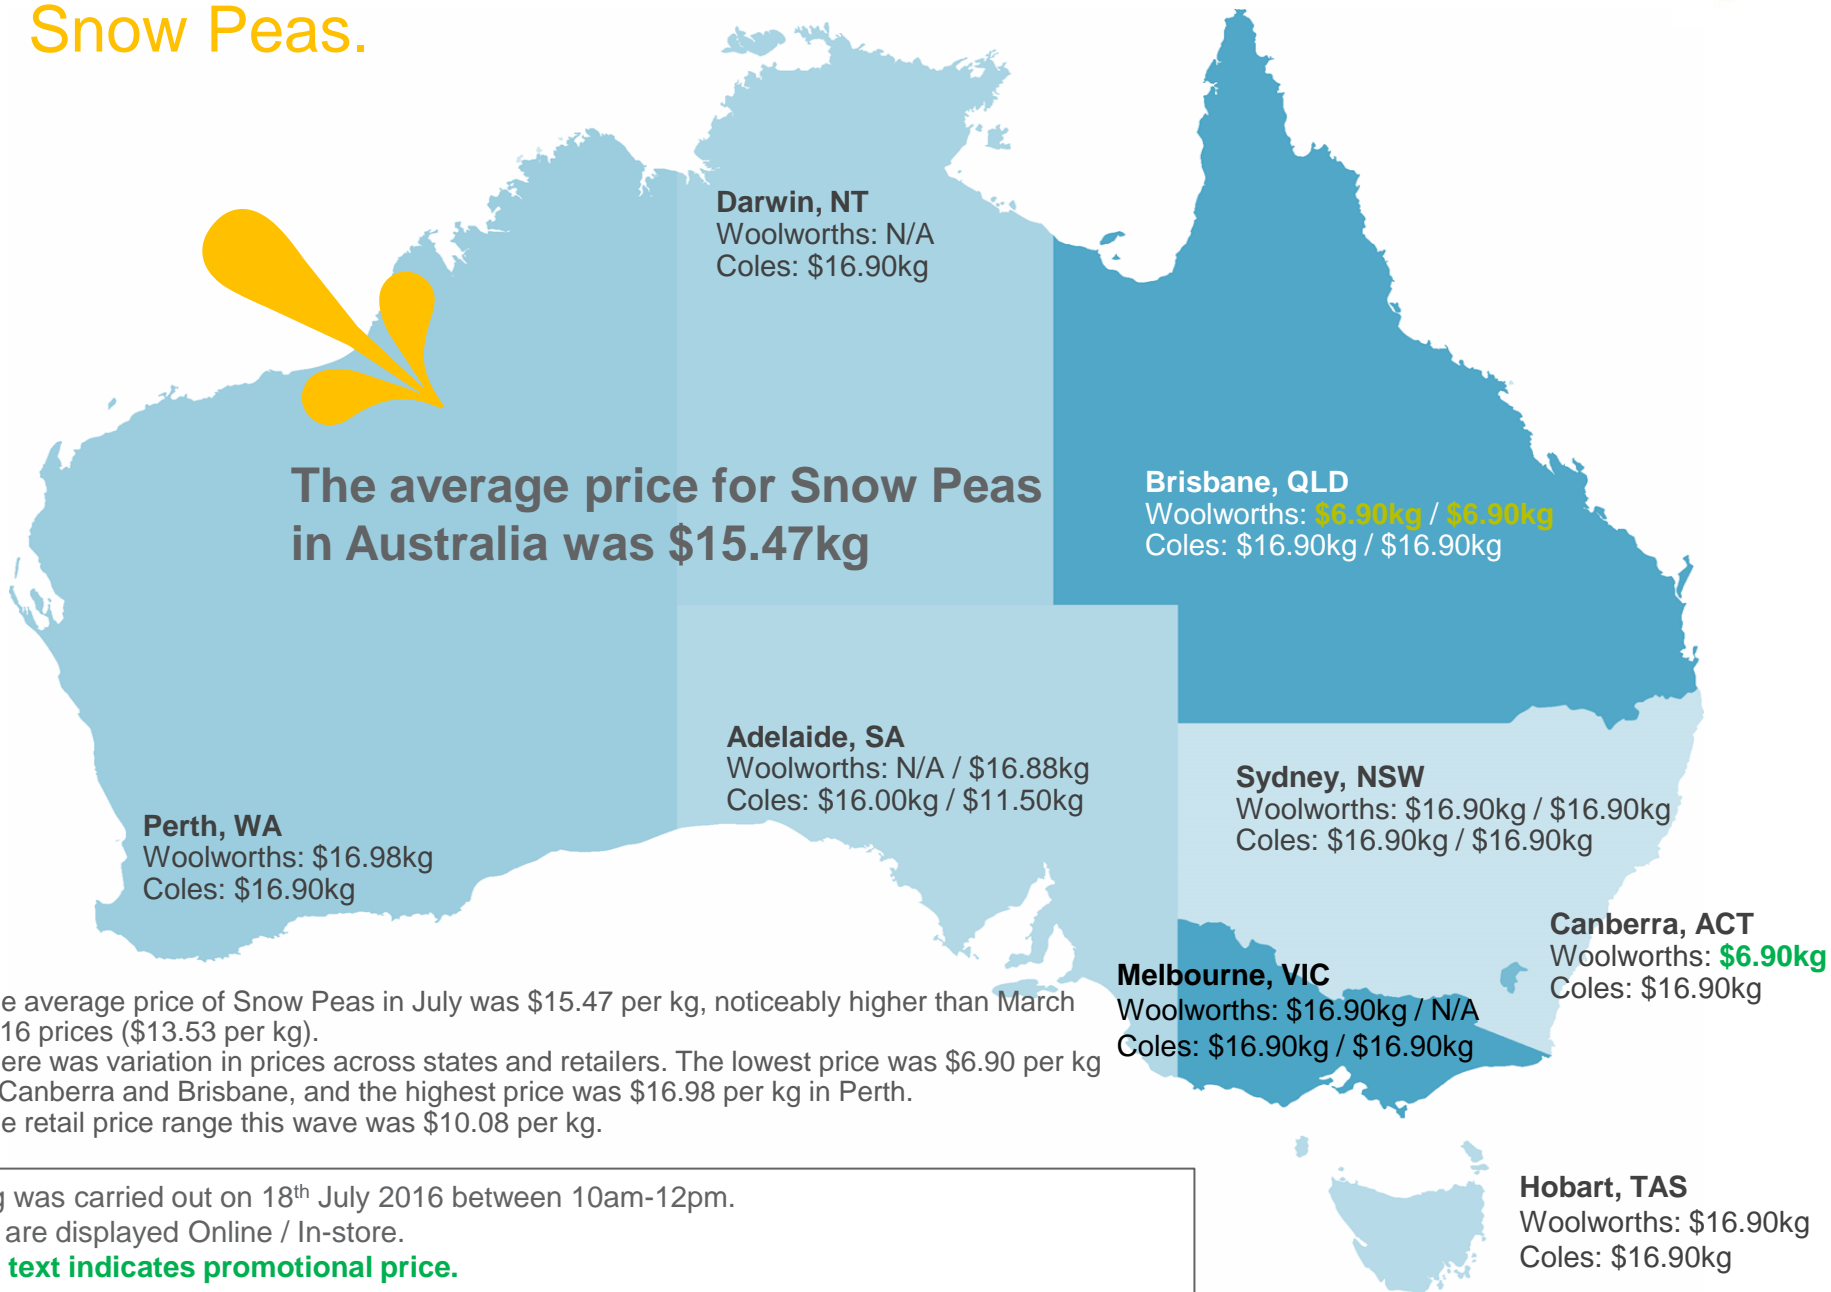 Snow Peas.
Darwin, NT
Woolworths: N/A
Coles: $16.90kg
The average price for Snow Peas
in Australia was $15.47kg
Brisbane, QLD
Woolworths: $6.90kg / $6.90kg
Coles: $16.90kg / $16.90kg
Adelaide, SA
Woolworths: N/A / $16.88kg
Coles: $16.00kg / $11.50kg
Sydney, NSW
Woolworths: $16.90kg / $16.90kg
Coles: $16.90kg / $16.90kg
Perth, WA
Woolworths: $16.98kg
Coles: $16.90kg
Canberra, ACT
Woolworths: $6.90kg
Coles: $16.90kg
Melbourne, VIC
Woolworths: $16.90kg / N/A
Coles: $16.90kg / $16.90kg
e average price of Snow Peas in July was $15.47 per kg, noticeably higher than March
16 prices ($13.53 per kg).
ere was variation in prices across states and retailers. The lowest price was $6.90 per kg
Canberra and Brisbane, and the highest price was $16.98 per kg in Perth.
e retail price range this wave was $10.08 per kg.
g was carried out on 18th July 2016 between 10am-12pm.
are displayed Online / In-store.
text indicates promotional price.
Hobart, TAS
Woolworths: $16.90kg
Coles: $16.90kg